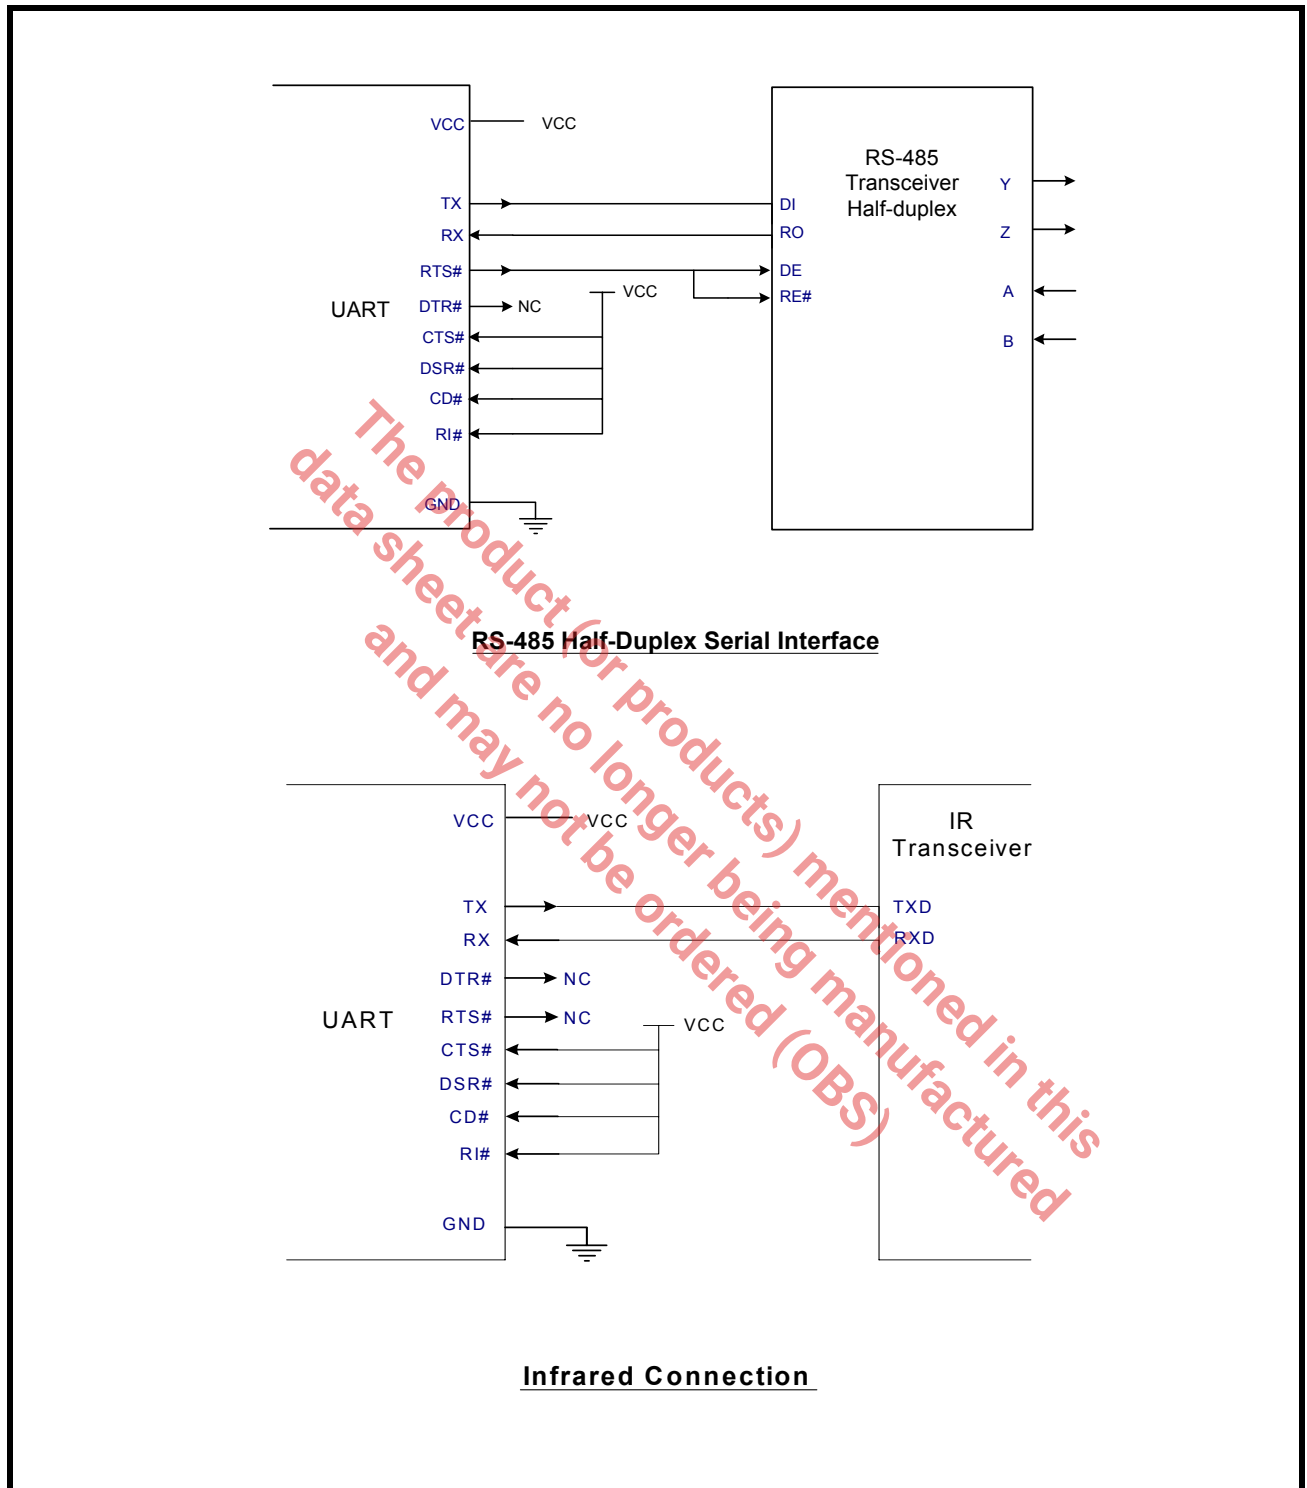 VCC VCC
RS-485
Transceiver
Half-duplex
Y
TX DI
RX RO Z
RTS# DE
VCC RE# A
UART DTR# NC
CTS# B
DSR#
CD#
RI#
GND
RS-485 Half-Duplex Serial Interface
The product (or products) mentioned in this
data sheet are no longer being manufactured
and may not be ordered (OBS)
VCC VCC IR
Transceiver
TX TXD
RX RXD
DTR# NC
UART RTS# NC
VCC
CTS#
DSR#
CD#
RI#
GND
Infrared Connection